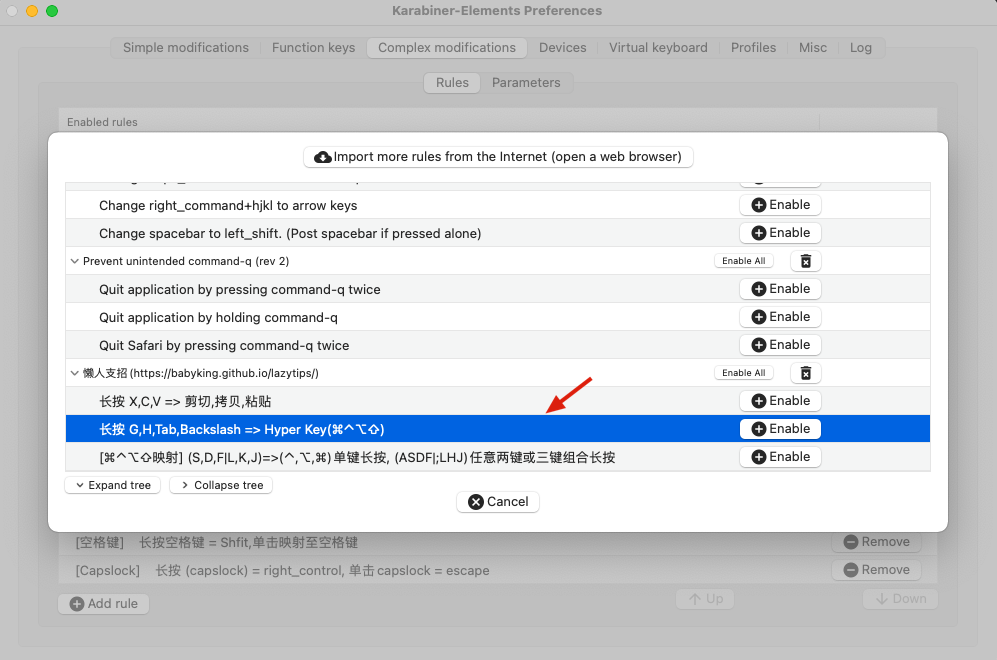 Karabiner-Elements Preferences
Simple modifications Function keys Complex modifications Devices Virtual keyboard Profiles Misc Log
Rules Parameters
Enabled rules
Import more rules from the Internet (open a web browser)
Change right_command+hjkl to arrow keys Enable
Change spacebar to left_shift. (Post spacebar if pressed alone) Enable
Prevent unintended command-q (rev 2) Enable All
Quit application by pressing command-q twice Enable
Quit application by holding command-q Enable
Quit Safari by pressing command-q twice Enable
懒人支招 (https://babyking.github.io/lazytips/) Enable All
长按 X,C,V => 剪切,拷贝,粘贴 Enable
长按 G,H,Tab,Backslash => Hyper Key(⌘⌃⌥⇧) Enable
[⌘⌃⌥⇧映射] (S,D,F|L,K,J)=>(⌃,⌥,⌘) 单键长按, (ASDF|;LHJ) 任意两键或三键组合长按 Enable
Expand tree Collapse tree
Cancel
[空格键] 长按空格键 = Shfit,单击映射至空格键 Remove
[Capslock] 长按 (capslock) = right_control, 单击 capslock = escape Remove
Add rule Up Down